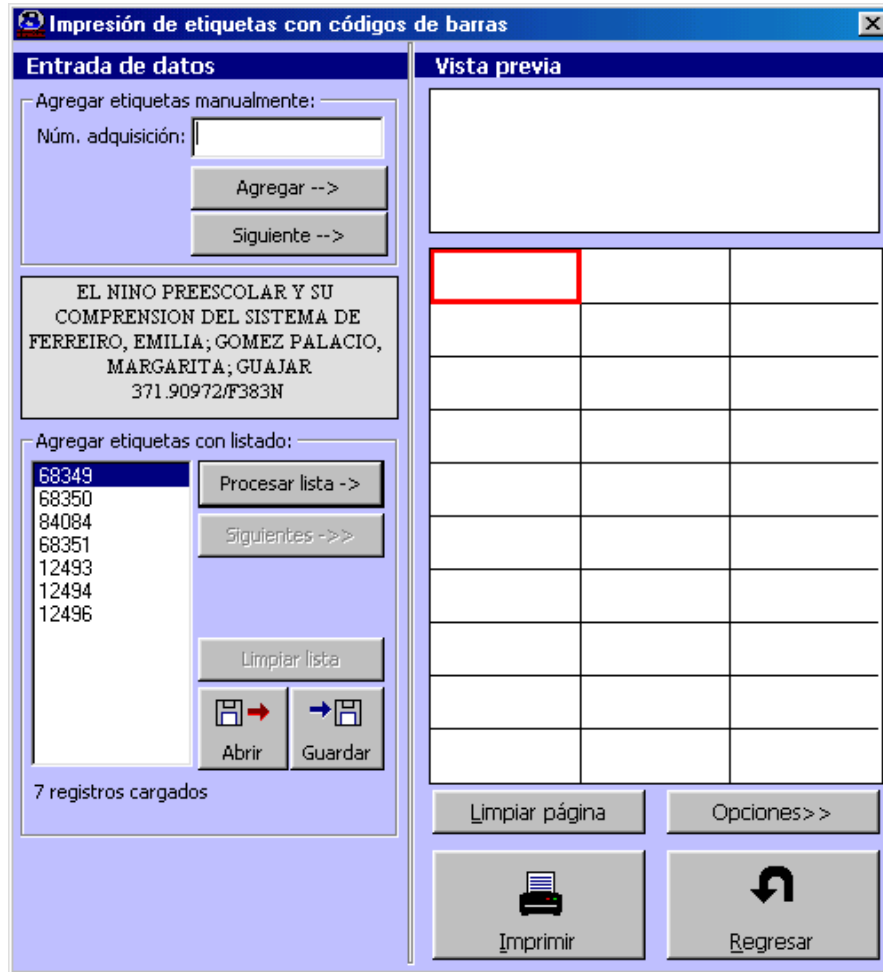 Impresión de etiquetas con códigos de barras
Entrada de datos
Agregar etiquetas manualmente:
Núm. adquisición:
Agregar -->
Siguiente -->
EL NINO PREESCOLAR Y SU
COMPRENSION DEL SISTEMA DE
FERREIRO, EMILIA; GOMEZ PALACIO,
MARGARITA; GUAJAR
371.90972/F383N
Agregar etiquetas con listado:
68349
68350
84084
68351
12493
12494
12496
Procesar lista ->
Siguientes ->>
Limpiar lista
Abrir
Guardar
7 registros cargados
Vista previa
Limpiar página
Opciones>>
Imprimir
Regresar